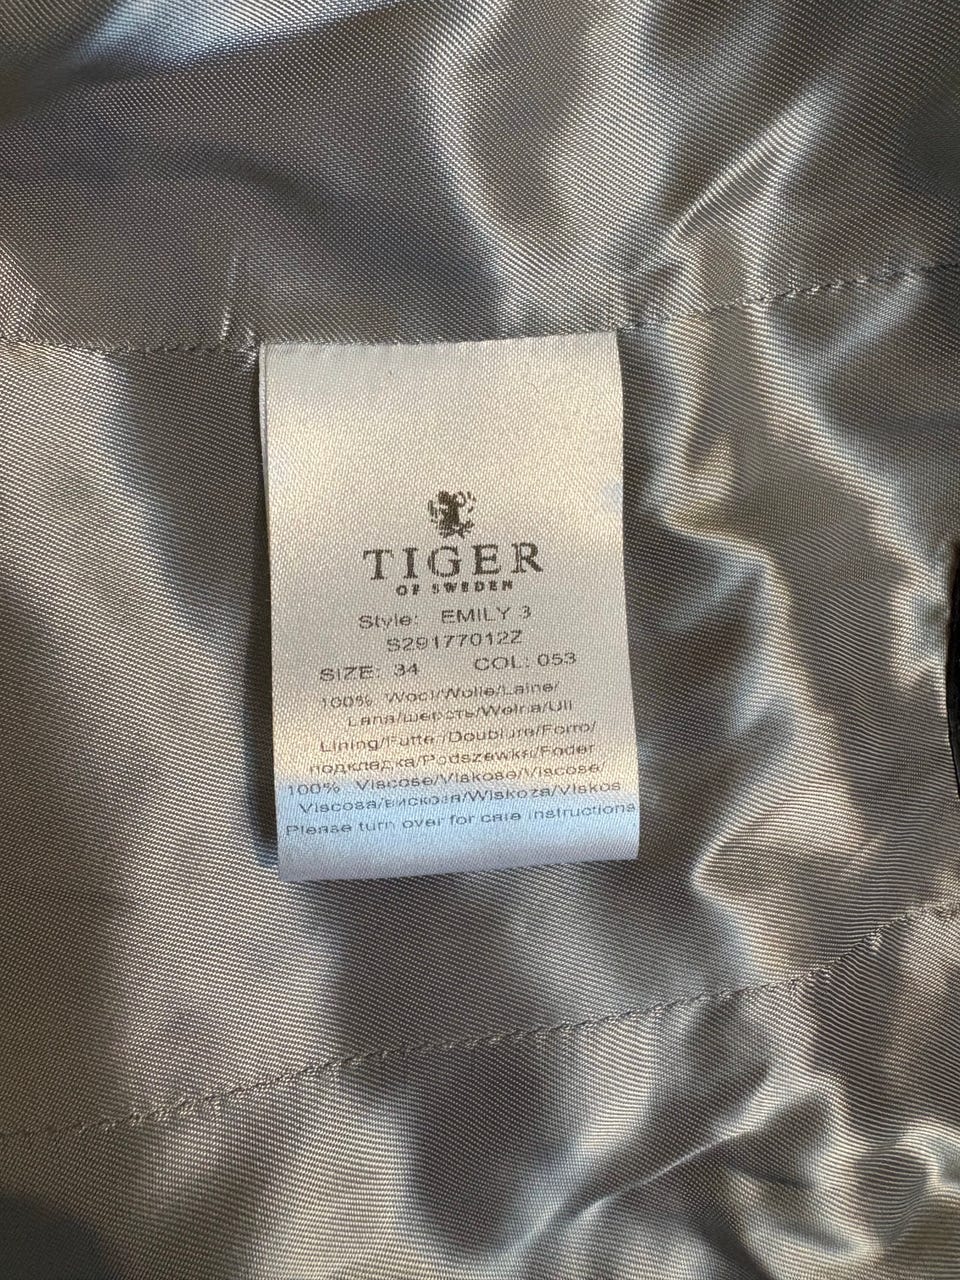 TIGER
OF SWEDEN
Style: EMILY 3
S29177012Z
SIZE: 34 COL: 053
100% Wool/Wolle/Laine/
Lana/шерсть/Wełna/Ull
Lining/Futter/Doublure/Forro/
подкладка/Podszewka/Foder
100% Viscose/Viskose/Viscose/
Viscosa/вискоза/Wiskoza/Viskos
Please turn over for care instructions